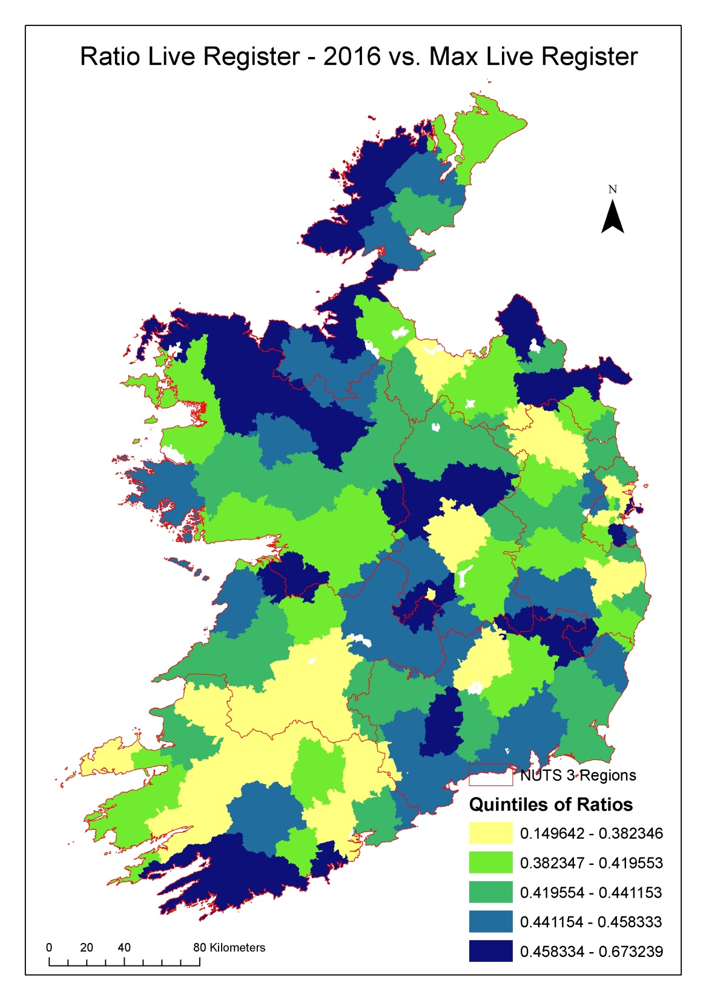 Ratio Live Register - 2016 vs. Max Live Register
N
NUTS 3 Regions
Quintiles of Ratios
0.149642 - 0.382346
0.382347 - 0.419553
0.419554 - 0.441153
0.441154 - 0.458333
0.458334 - 0.673239
0 20 40 80 Kilometers